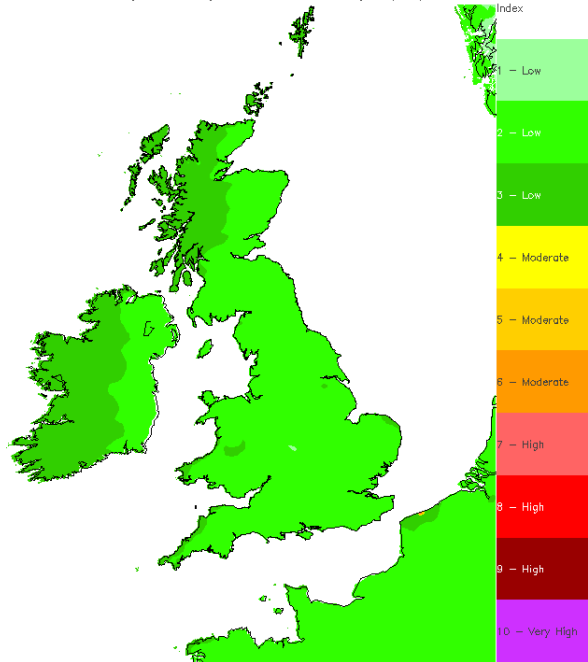 Index
1 - Low
2 - Low
3 - Low
4 - Moderate
5 - Moderate
6 - Moderate
7 - High
8 - High
9 - High
10 - Very High